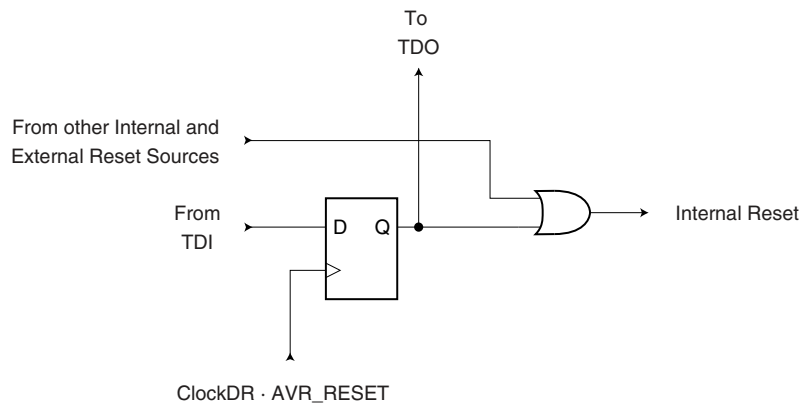 To
TDO
From other Internal and
External Reset Sources
From
TDI
D
Q
Internal Reset
ClockDR · AVR_RESET